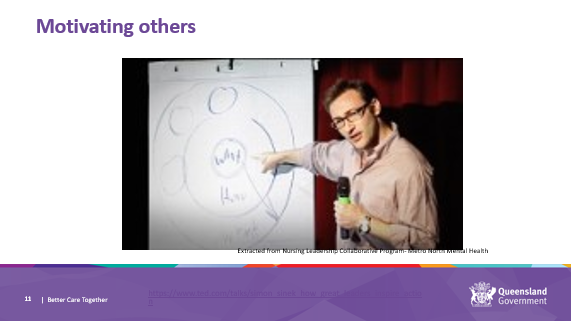 Motivating others
Why
How
Extracted from Nursing Leadership Collaborative Program- Metro North Mental Health
11 | Better Care Together
Queensland
Government